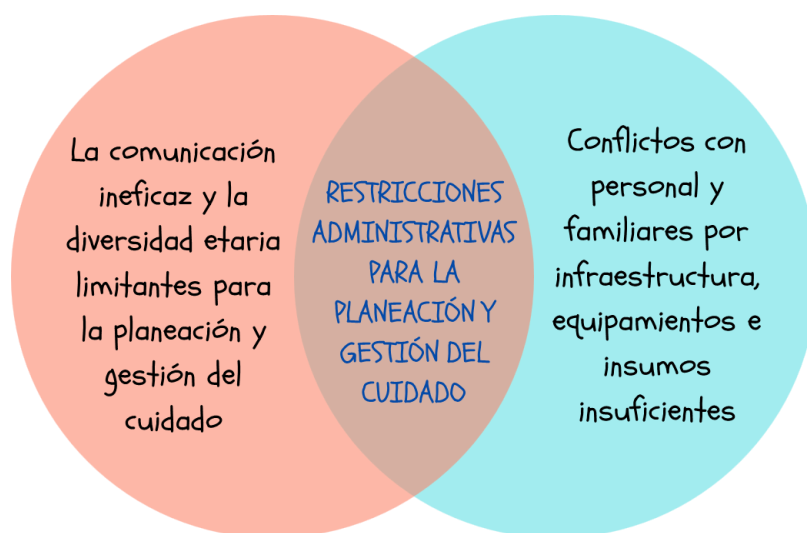 La comunicación
ineficaz y la
diversidad etaria
limitantes para
la planeación y
gestión del
cuidado
RESTRICCIONES
ADMINISTRATIVAS
PARA LA
PLANEACIÓN Y
GESTIÓN DEL
CUIDADO
Conflictos con
personal y
familiares por
infraestructura,
equipamientos e
insumos
insuficientes